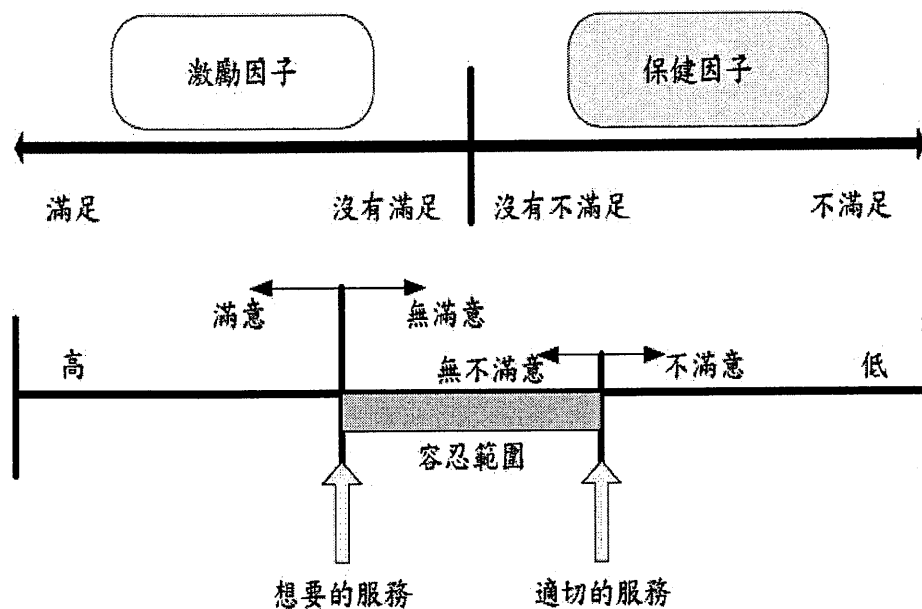 激勵因子
保健因子
滿足 沒有滿足 沒有不滿足 不滿足
滿意 無滿意
高 無不滿意 不滿意 低
容忍範圍
想要的服務 適切的服務